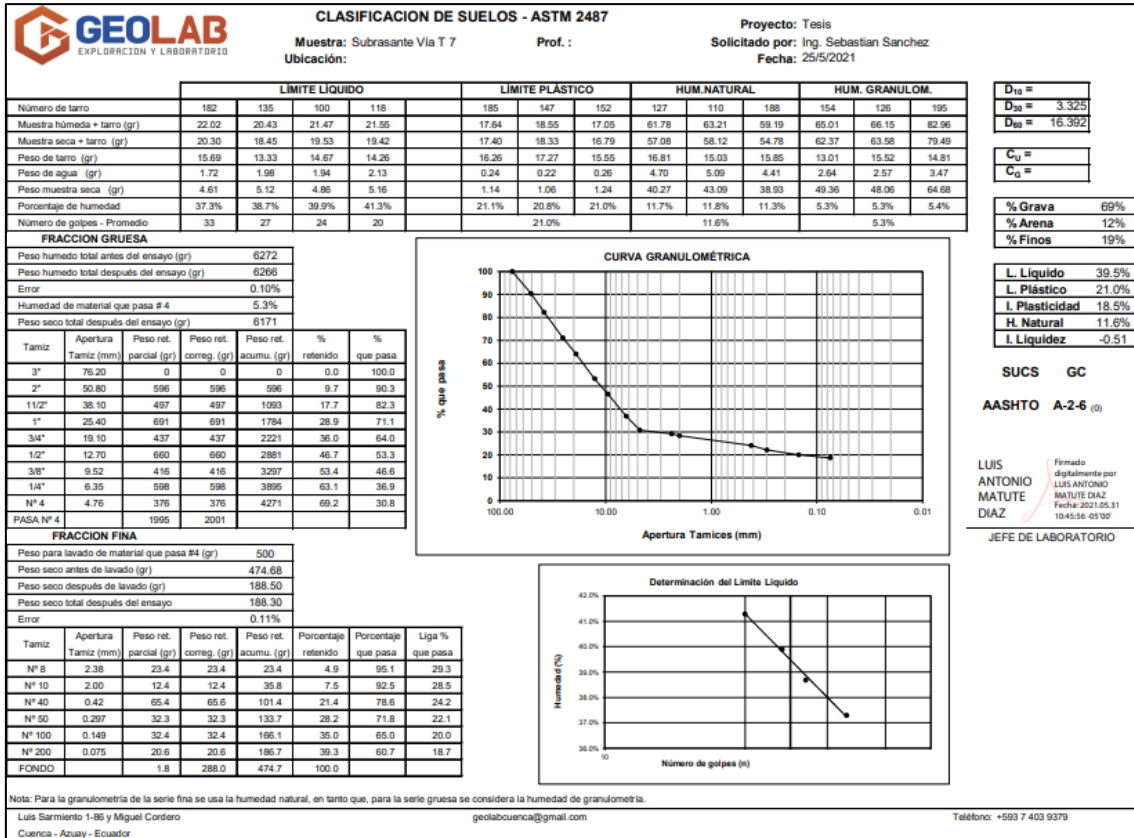 GEOLAB
EXPLORACION Y LABORATORIO
CLASIFICACION DE SUELOS - ASTM 2487
Muestra: Subrasante Vía T 7 Prof. :
Ubicación:
Proyecto: Tesis
Solicitado por: Ing. Sebastian Sanchez
Fecha: 25/5/2021
LÍMITE LÍQUIDO LÍMITE PLÁSTICO HUM.NATURAL HUM. GRANULOM.
Número de tarro 182 135 100 118 185 147 152 127 110 188 154 126 195
Muestra húmeda + tarro (gr) 22.02 20.43 21.47 21.55 17.64 18.55 17.05 61.78 63.21 59.19 65.01 66.15 82.96
Muestra seca + tarro (gr) 20.30 18.45 19.53 19.42 17.40 18.33 16.79 57.08 58.12 54.78 62.37 63.58 79.49
Peso de tarro (gr) 15.69 13.33 14.67 14.26 16.26 17.27 15.55 16.81 15.03 15.85 13.01 15.52 14.81
Peso de agua (gr) 1.72 1.98 1.94 2.13 0.24 0.22 0.26 4.70 5.09 4.41 2.64 2.57 3.47
Peso muestra seca (gr) 4.61 5.12 4.86 5.16 1.14 1.06 1.24 40.27 43.09 38.93 49.36 48.06 64.68
Porcentaje de humedad 37.3% 38.7% 39.9% 41.3% 21.1% 20.8% 21.0% 11.7% 11.8% 11.3% 5.3% 5.3% 5.4%
Número de golpes - Promedio 33 27 24 20 21.0% 11.6% 5.3%
D10 =
D30 = 3.325
D60 = 16.392
CU =
CG =
% Grava 69%
% Arena 12%
% Finos 19%
L. Líquido 39.5%
L. Plástico 21.0%
I. Plasticidad 18.5%
H. Natural 11.6%
I. Liquidez -0.51
SUCS GC
AASHTO A-2-6 (0)
LUIS
ANTONIO
MATUTE
DIAZ
Firmado
digitalmente por
LUIS ANTONIO
MATUTE DIAZ
Fecha: 2021.05.31
10:45:56 -05'00'
JEFE DE LABORATORIO
FRACCION GRUESA
Peso humedo total antes del ensayo (gr) 6272
Peso humedo total después del ensayo (gr) 6266
Error 0.10%
Humedad de material que pasa # 4 5.3%
Peso seco total después del ensayo (gr) 6171
Tamiz Apertura Peso ret. Peso ret. Peso ret. % %
Tamiz (mm) parcial (gr) correg. (gr) acumu. (gr) retenido que pasa
3" 76.20 0 0 0 0.0 100.0
2" 50.80 596 596 596 9.7 90.3
11/2" 38.10 497 497 1093 17.7 82.3
1" 25.40 691 691 1784 28.9 71.1
3/4" 19.10 437 437 2221 36.0 64.0
1/2" 12.70 660 660 2881 46.7 53.3
3/8" 9.52 416 416 3297 53.4 46.6
1/4" 6.35 598 598 3895 63.1 36.9
Nº 4 4.76 376 376 4271 69.2 30.8
PASA Nº 4 1995 2001
FRACCION FINA
Peso para lavado de material que pasa #4 (gr) 500
Peso seco antes de lavado (gr) 474.68
Peso seco después de lavado (gr) 188.50
Peso seco total después del ensayo 188.30
Error 0.11%
Tamiz Apertura Peso ret. Peso ret. Peso ret. Porcentaje Porcentaje Liga %
Tamiz (mm) parcial (gr) correg. (gr) acumu. (gr) retenido que pasa que pasa
Nº 8 2.38 23.4 23.4 23.4 4.9 95.1 29.3
Nº 10 2.00 12.4 12.4 35.8 7.5 92.5 28.5
Nº 40 0.42 65.4 65.6 101.4 21.4 78.6 24.2
Nº 50 0.297 32.3 32.3 133.7 28.2 71.8 22.1
Nº 100 0.149 32.4 32.4 166.1 35.0 65.0 20.0
Nº 200 0.075 20.6 20.6 186.7 39.3 60.7 18.7
FONDO 1.8 288.0 474.7 100.0
CURVA GRANULOMÉTRICA
% que pasa
100
90
80
70
60
50
40
30
20
10
0
100.00 10.00 1.00 0.10 0.01
Apertura Tamices (mm)
Determinación del Límite Líquido
Humedad (%)
42.0%
41.0%
40.0%
39.0%
38.0%
37.0%
36.0%
10
Número de golpes (n)
Nota: Para la granulometría de la serie fina se usa la humedad natural, en tanto que, para la serie gruesa se considera la humedad de granulometría.
Luis Sarmiento 1-86 y Miguel Cordero geolabcuenca@gmail.com Teléfono: +593 7 403 9379
Cuenca - Azuay - Ecuador